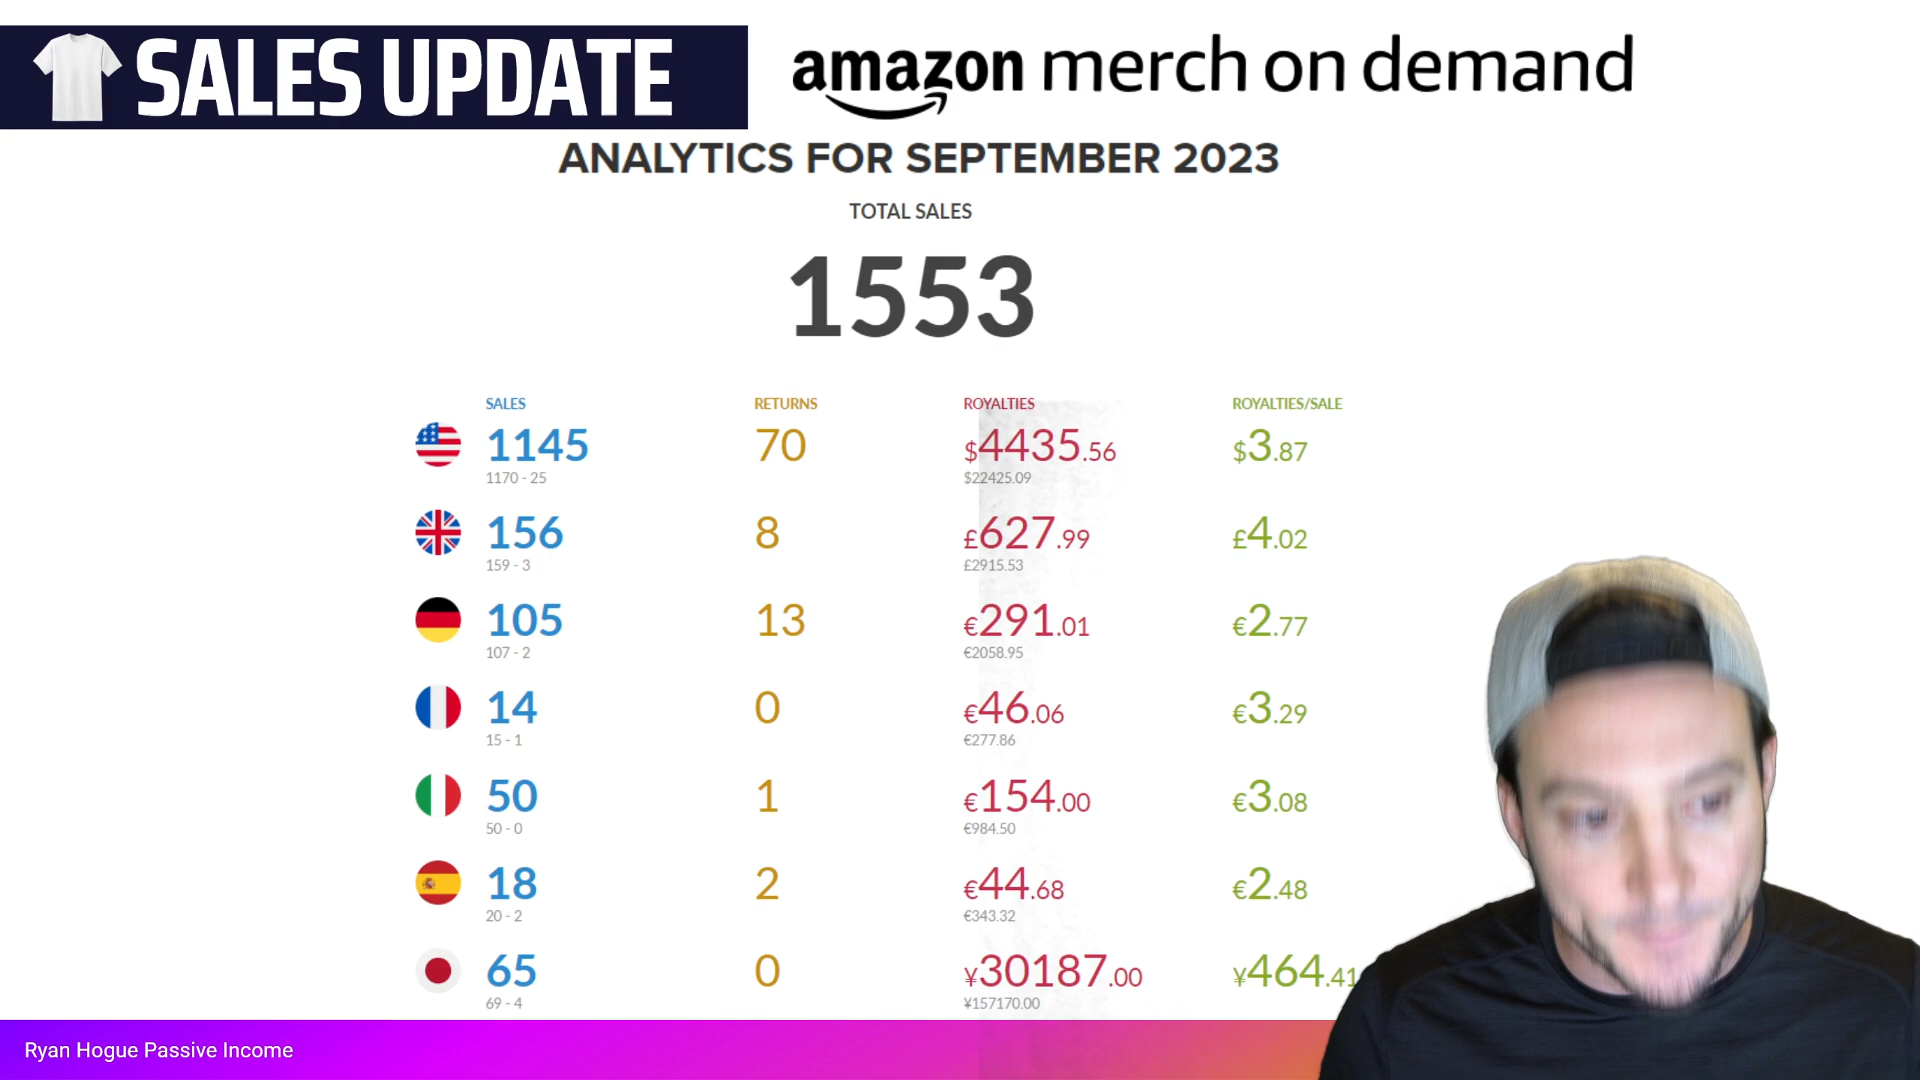 SALES UPDATE
amazon merch on demand
ANALYTICS FOR SEPTEMBER 2023
TOTAL SALES
1553
SALES RETURNS ROYALTIES ROYALTIES/SALE
1145 70 $4435.56 $3.87
1170 - 25 $22425.09
156 8 £627.99 £4.02
159 - 3 £2915.53
105 13 €291.01 €2.77
107 - 2 €2058.95
14 0 €46.06 €3.29
15 - 1 €277.86
50 1 €154.00 €3.08
50 - 0 €984.50
18 2 €44.68 €2.48
20 - 2 €343.32
65 0 ¥30187.00 ¥464.41
69 - 4 ¥157170.00
Ryan Hogue Passive Income